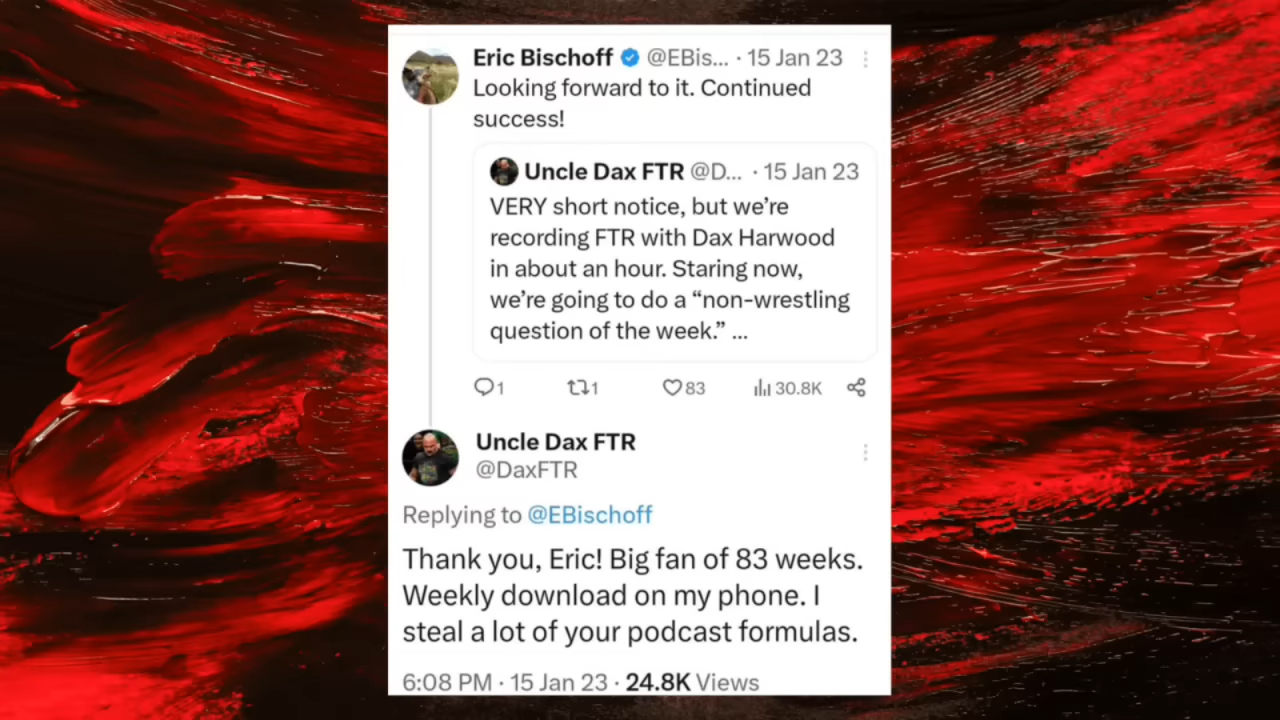 Eric Bischoff @EBis... · 15 Jan 23
Looking forward to it. Continued
success!
Uncle Dax FTR @D... · 15 Jan 23
VERY short notice, but we’re
recording FTR with Dax Harwood
in about an hour. Staring now,
we’re going to do a “non-wrestling
question of the week.” ...
1 1 83 30.8K
Uncle Dax FTR
@DaxFTR
Replying to @EBischoff
Thank you, Eric! Big fan of 83 weeks.
Weekly download on my phone. I
steal a lot of your podcast formulas.
6:08 PM · 15 Jan 23 · 24.8K Views